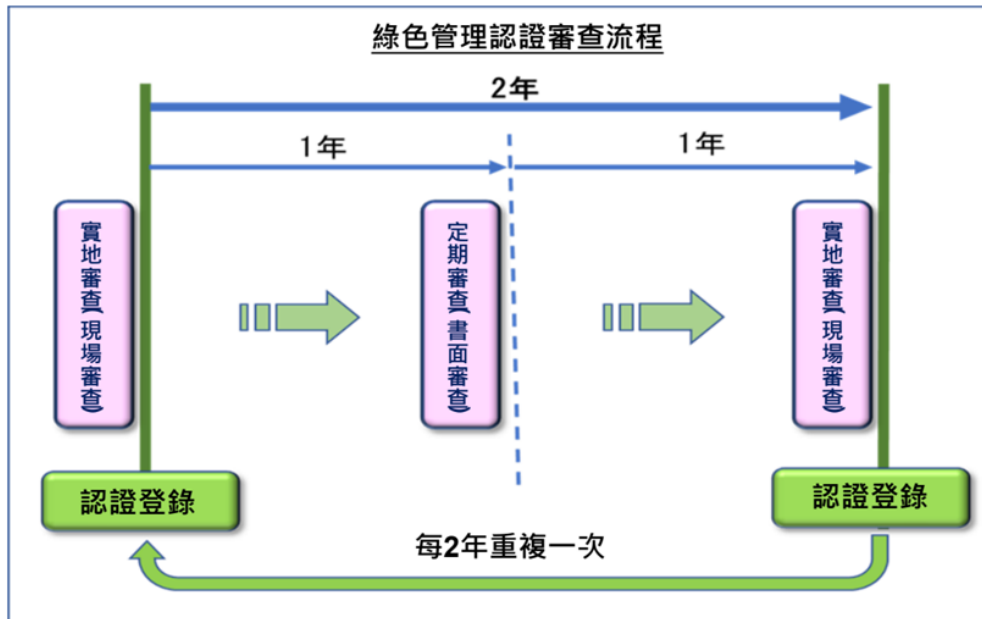 綠色管理認證審查流程
2年
1年
1年
實地審查(現場審查)
定期審查(書面審查)
實地審查(現場審查)
認證登錄
認證登錄
每2年重複一次